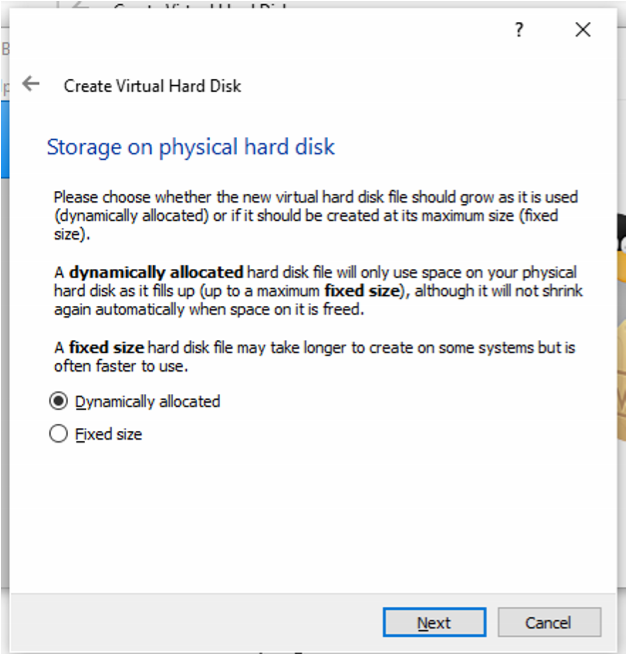 ?
Create Virtual Hard Disk
Storage on physical hard disk
Please choose whether the new virtual hard disk file should grow as it is used
(dynamically allocated) or if it should be created at its maximum size (fixed
size).
A dynamically allocated hard disk file will only use space on your physical
hard disk as it fills up (up to a maximum fixed size), although it will not shrink
again automatically when space on it is freed.
A fixed size hard disk file may take longer to create on some systems but is
often faster to use.
Dynamically allocated
Fixed size
Next Cancel